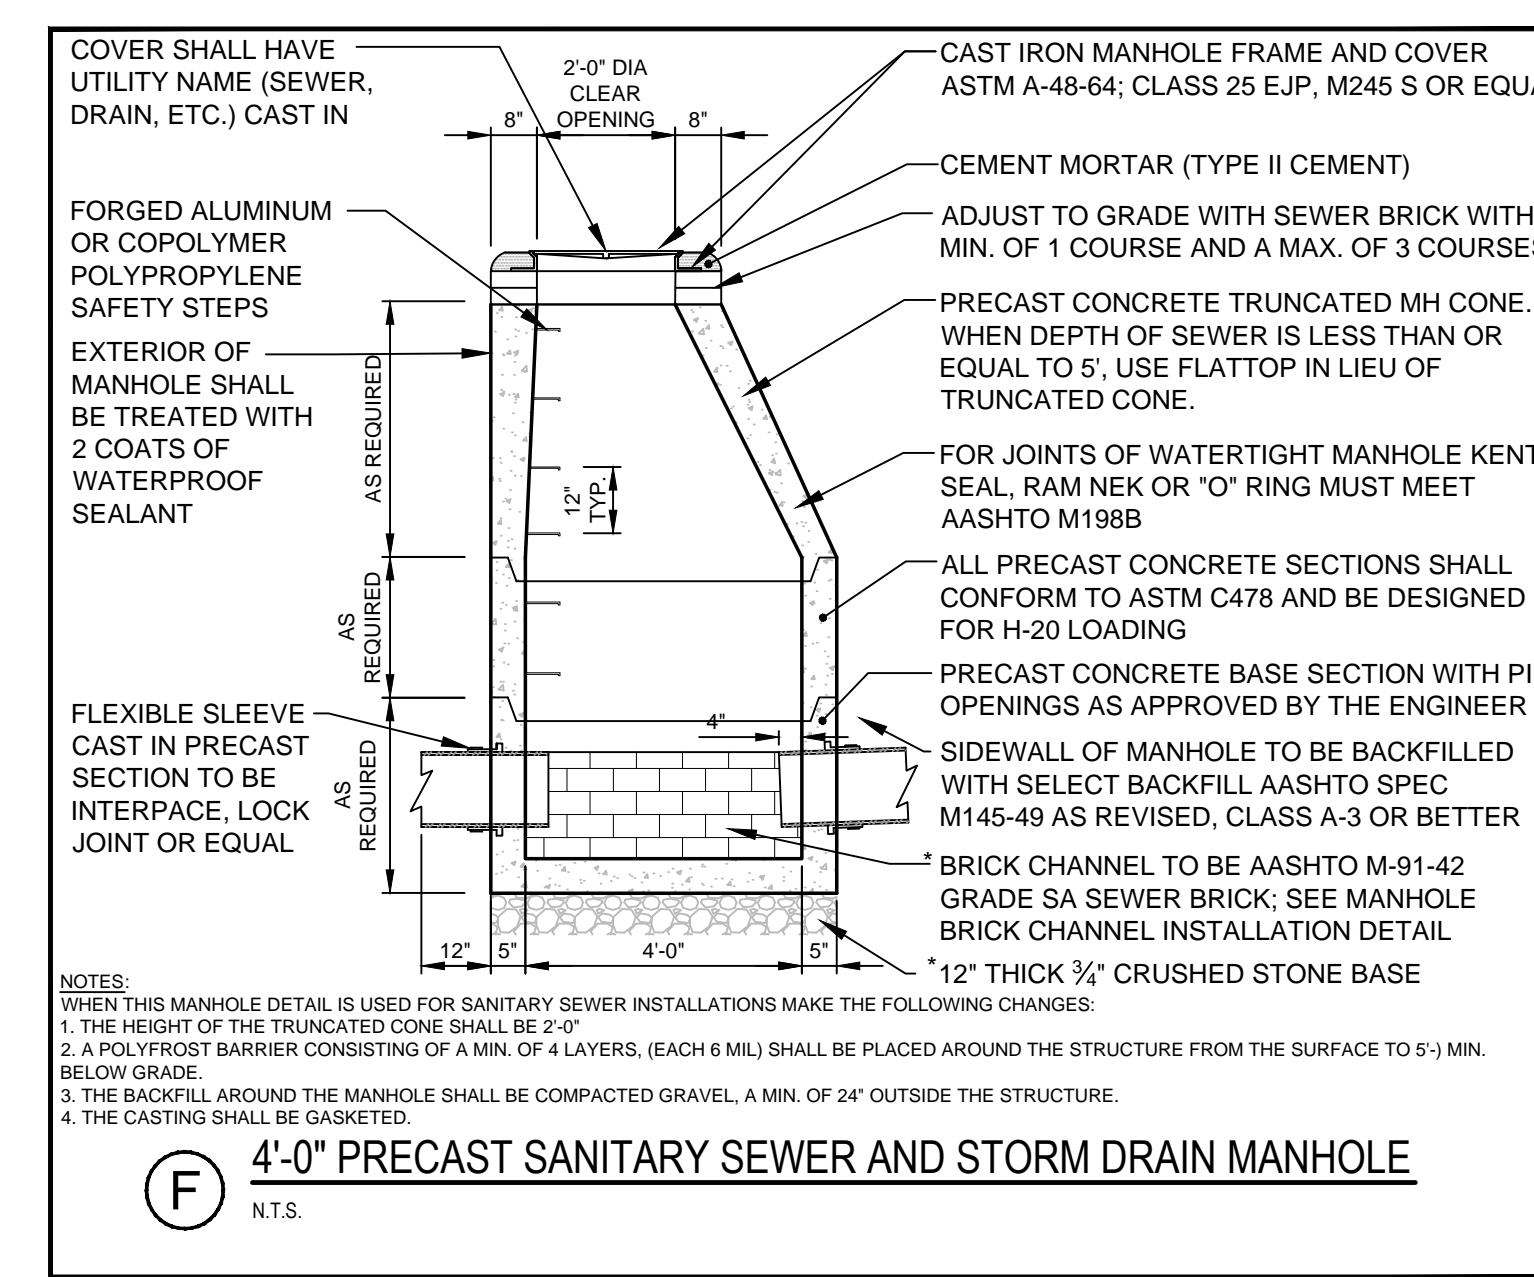 COVER SHALL HAVE
UTILITY NAME (SEWER,
DRAIN, ETC.) CAST IN
FORGED ALUMINUM
OR COPOLYMER
POLYPROPYLENE
SAFETY STEPS
EXTERIOR OF
MANHOLE SHALL
BE TREATED WITH
2 COATS OF
WATERPROOF
SEALANT
FLEXIBLE SLEEVE
CAST IN PRECAST
SECTION TO BE
INTERPACE, LOCK
JOINT OR EQUAL
2'-0" DIA
CLEAR
OPENING
8"
8"
AS REQUIRED
AS
REQUIRED
AS
REQUIRED
12"
TYP.
4"
12"
5"
4'-0"
5"
CAST IRON MANHOLE FRAME AND COVER
ASTM A-48-64; CLASS 25 EJP, M245 S OR
CEMENT MORTAR (TYPE II CEMENT)
ADJUST TO GRADE WITH SEWER BRICK WITH
MIN. OF 1 COURSE AND A MAX. OF 3 COURSES
PRECAST CONCRETE TRUNCATED MH CONE.
WHEN DEPTH OF SEWER IS LESS THAN OR
EQUAL TO 5', USE FLATTOP IN LIEU OF
TRUNCATED CONE.
FOR JOINTS OF WATERTIGHT MANHOLE KENT
SEAL, RAM NEK OR "O" RING MUST MEET
AASHTO M198B
ALL PRECAST CONCRETE SECTIONS SHALL
CONFORM TO ASTM C478 AND BE DESIGNED
FOR H-20 LOADING
PRECAST CONCRETE BASE SECTION WITH
OPENINGS AS APPROVED BY THE ENGINEER
SIDEWALL OF MANHOLE TO BE BACKFILLED
WITH SELECT BACKFILL AASHTO SPEC
M145-49 AS REVISED, CLASS A-3 OR BETTER
* BRICK CHANNEL TO BE AASHTO M-91-42
GRADE SA SEWER BRICK; SEE MANHOLE
BRICK CHANNEL INSTALLATION DETAIL
* 12" THICK ¾" CRUSHED STONE BASE
NOTES:
WHEN THIS MANHOLE DETAIL IS USED FOR SANITARY SEWER INSTALLATIONS MAKE THE FOLLOWING CHANGES:
1. THE HEIGHT OF THE TRUNCATED CONE SHALL BE 2'-0"
2. A POLYFROST BARRIER CONSISTING OF A MIN. OF 4 LAYERS, (EACH 6 MIL) SHALL BE PLACED AROUND THE STRUCTURE FROM THE SURFACE TO 5'-) MIN.
BELOW GRADE.
3. THE BACKFILL AROUND THE MANHOLE SHALL BE COMPACTED GRAVEL, A MIN. OF 24" OUTSIDE THE STRUCTURE.
4. THE CASTING SHALL BE GASKETED.
F
4'-0" PRECAST SANITARY SEWER AND STORM DRAIN MANHOLE
N.T.S.